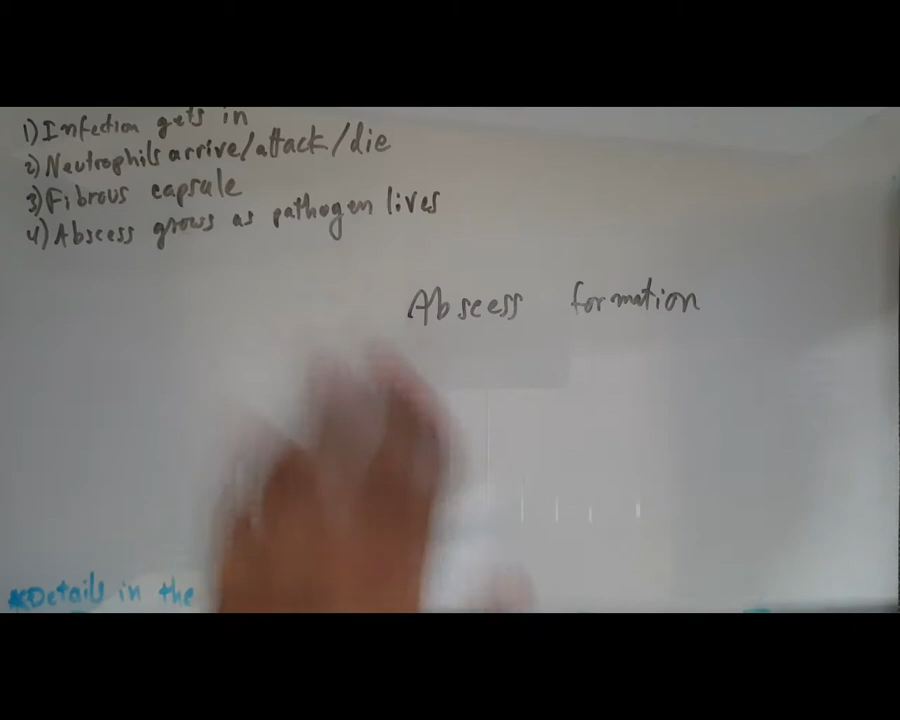 1) Infection gets in
2) Neutrophils arrive/attack/die
3) Fibrous capsule
4) Abscess grows as pathogen lives
Abscess formation
*Details in the